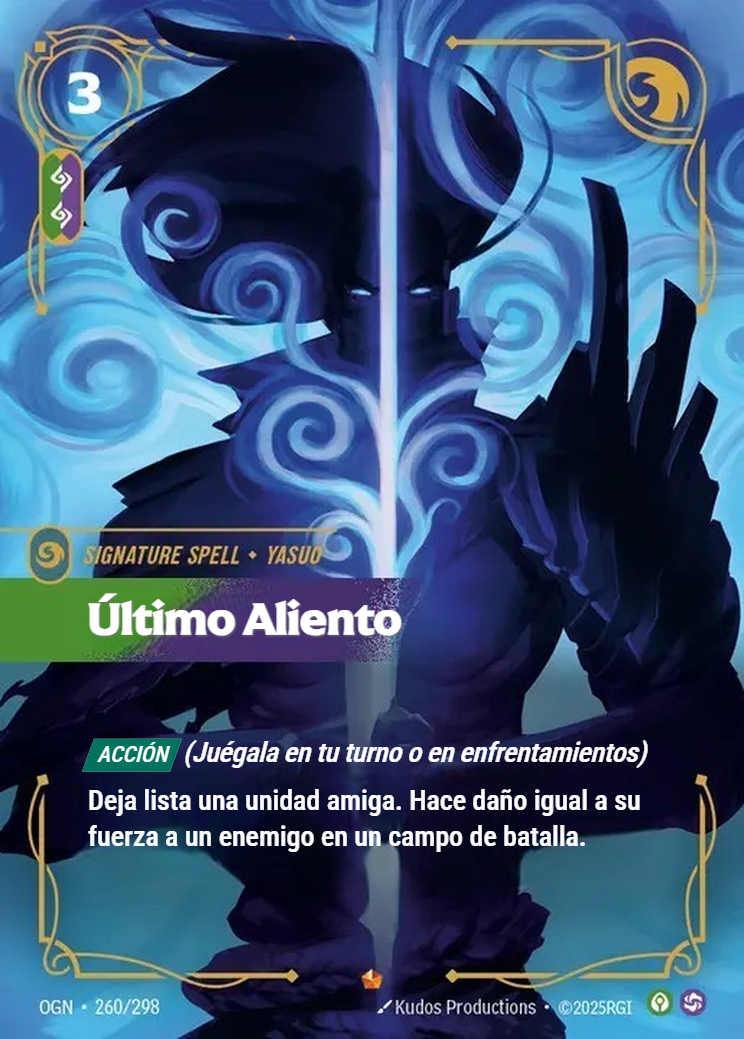 3
SIGNATURE SPELL • YASUO
Último Aliento
ACCIÓN (Juégala en tu turno o en enfrentamientos)
Deja lista una unidad amiga. Hace daño igual a su
fuerza a un enemigo en un campo de batalla.
OGN • 260/298 Kudos Productions • ©2025RGI